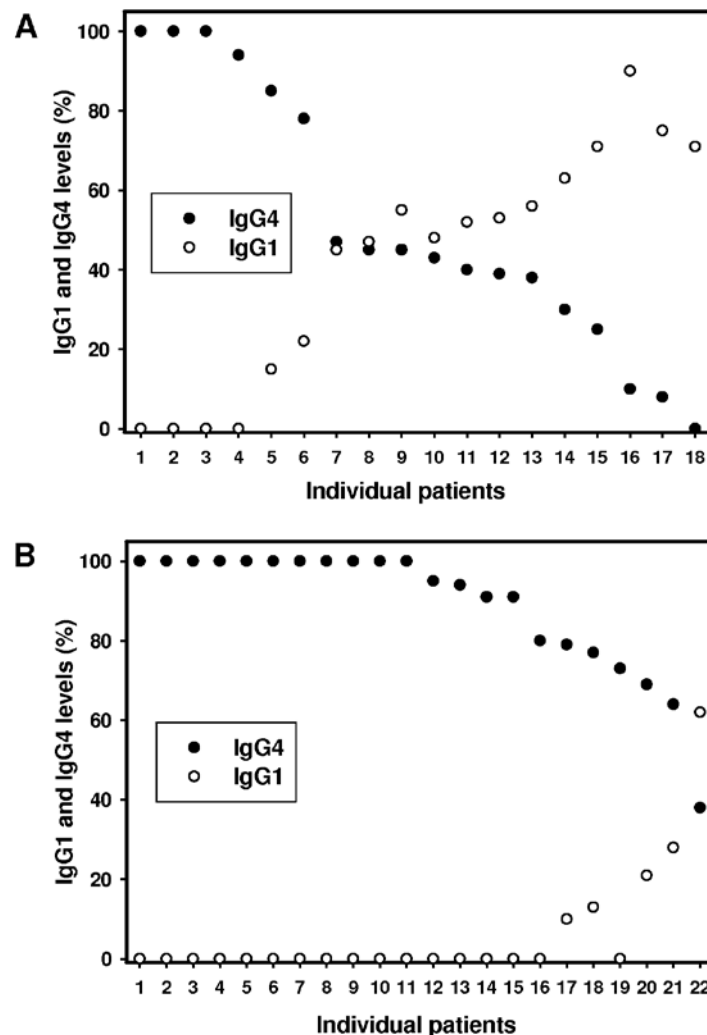 A
IgG1 and IgG4 levels (%)
100
80
60
40
20
0
IgG4
IgG1
1 2 3 4 5 6 7 8 9 10 11 12 13 14 15 16 17 18
Individual patients
B
IgG1 and IgG4 levels (%)
100
80
60
40
20
0
IgG4
IgG1
1 2 3 4 5 6 7 8 9 10 11 12 13 14 15 16 17 18 19 20 21 22
Individual patients